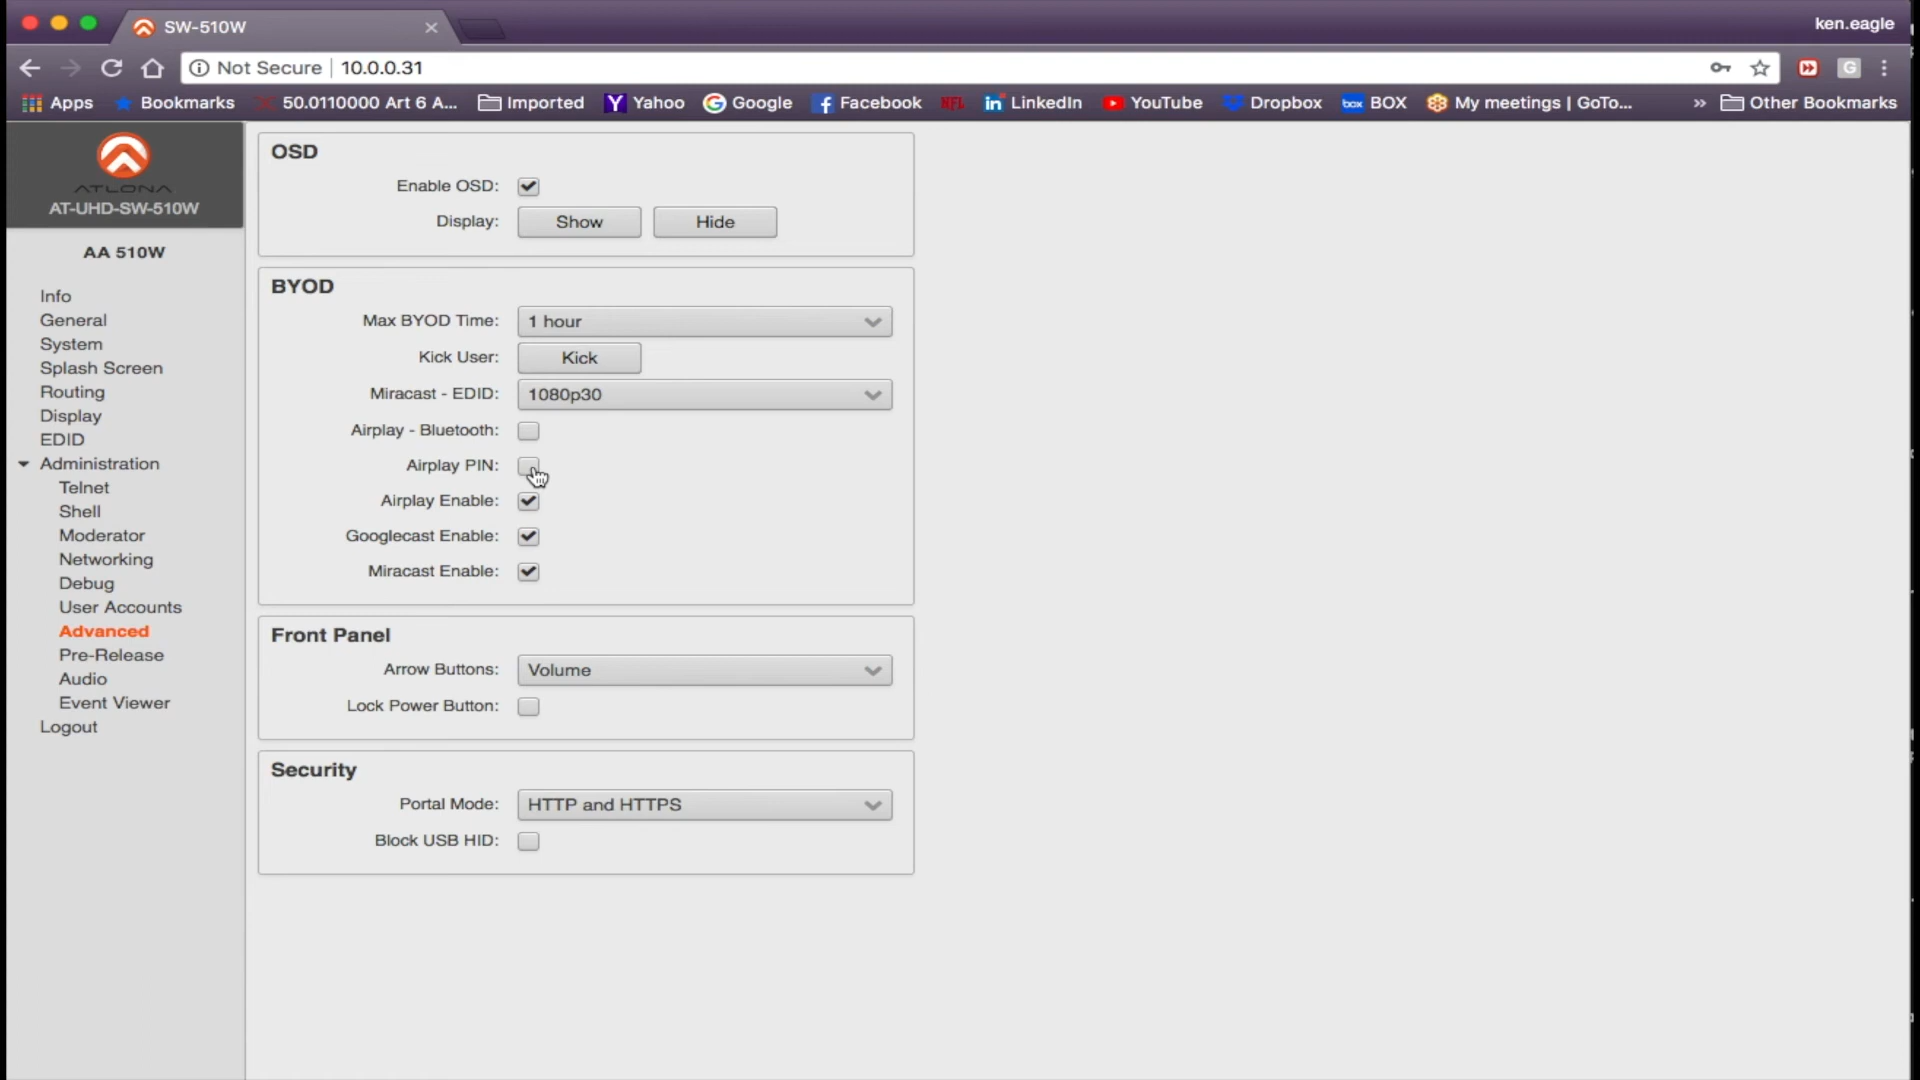 SW-510W
ken.eagle
Not Secure 10.0.0.31
Apps Bookmarks 50.0110000 Art 6 A... Imported Yahoo Google Facebook NFL LinkedIn YouTube Dropbox box BOX My meetings | GoTo... » Other Bookmarks
ATLONA
AT-UHD-SW-510W
AA 510W
Info
General
System
Splash Screen
Routing
Display
EDID
Administration
Telnet
Shell
Moderator
Networking
Debug
User Accounts
Advanced
Pre-Release
Audio
Event Viewer
Logout
OSD
Enable OSD:
Display: Show Hide
BYOD
Max BYOD Time: 1 hour
Kick User: Kick
Miracast - EDID: 1080p30
Airplay - Bluetooth:
Airplay PIN:
Airplay Enable:
Googlecast Enable:
Miracast Enable:
Front Panel
Arrow Buttons: Volume
Lock Power Button:
Security
Portal Mode: HTTP and HTTPS
Block USB HID: